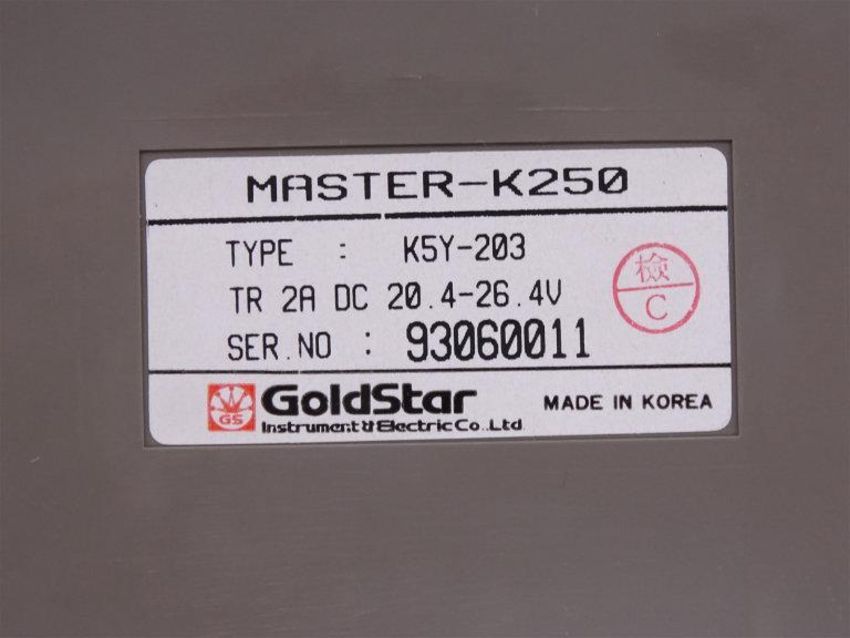 MASTER-K250
TYPE : K5Y-203
TR 2A DC 20.4-26.4V
SER.NO : 93060011
檢
C
GS
GoldStar
Instrument & Electric Co.,Ltd.
MADE IN KOREA